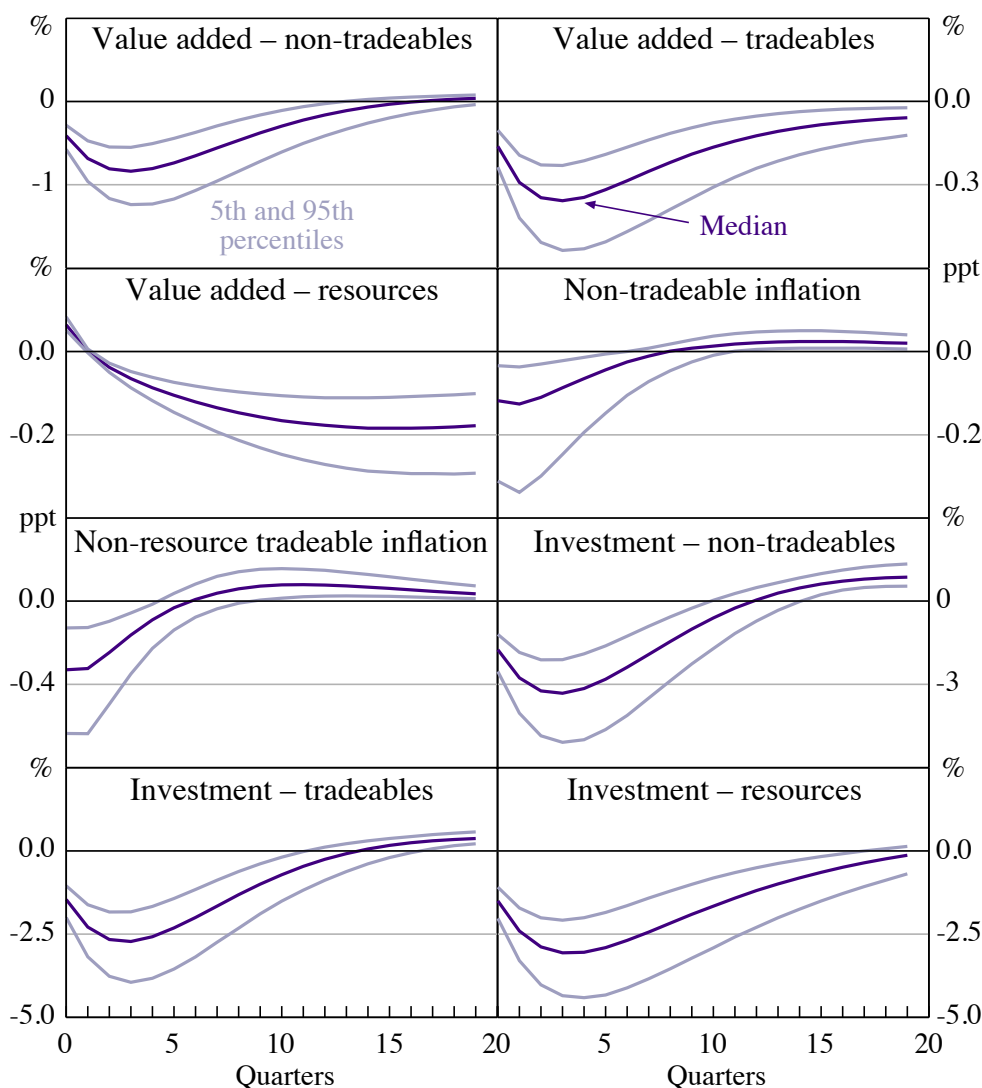 % %
Value added – non-tradeables Value added – tradeables
0 0.0
-1 -0.3
5th and 95th
percentiles
Median
% ppt
Value added – resources Non-tradeable inflation
0.0 0.0
-0.2 -0.2
ppt %
Non-resource tradeable inflation Investment – non-tradeables
0.0 0
-0.4 -3
% %
Investment – tradeables Investment – resources
0.0 0.0
-2.5 -2.5
-5.0 -5.0
0 5 10 15 20 5 10 15 20
Quarters Quarters